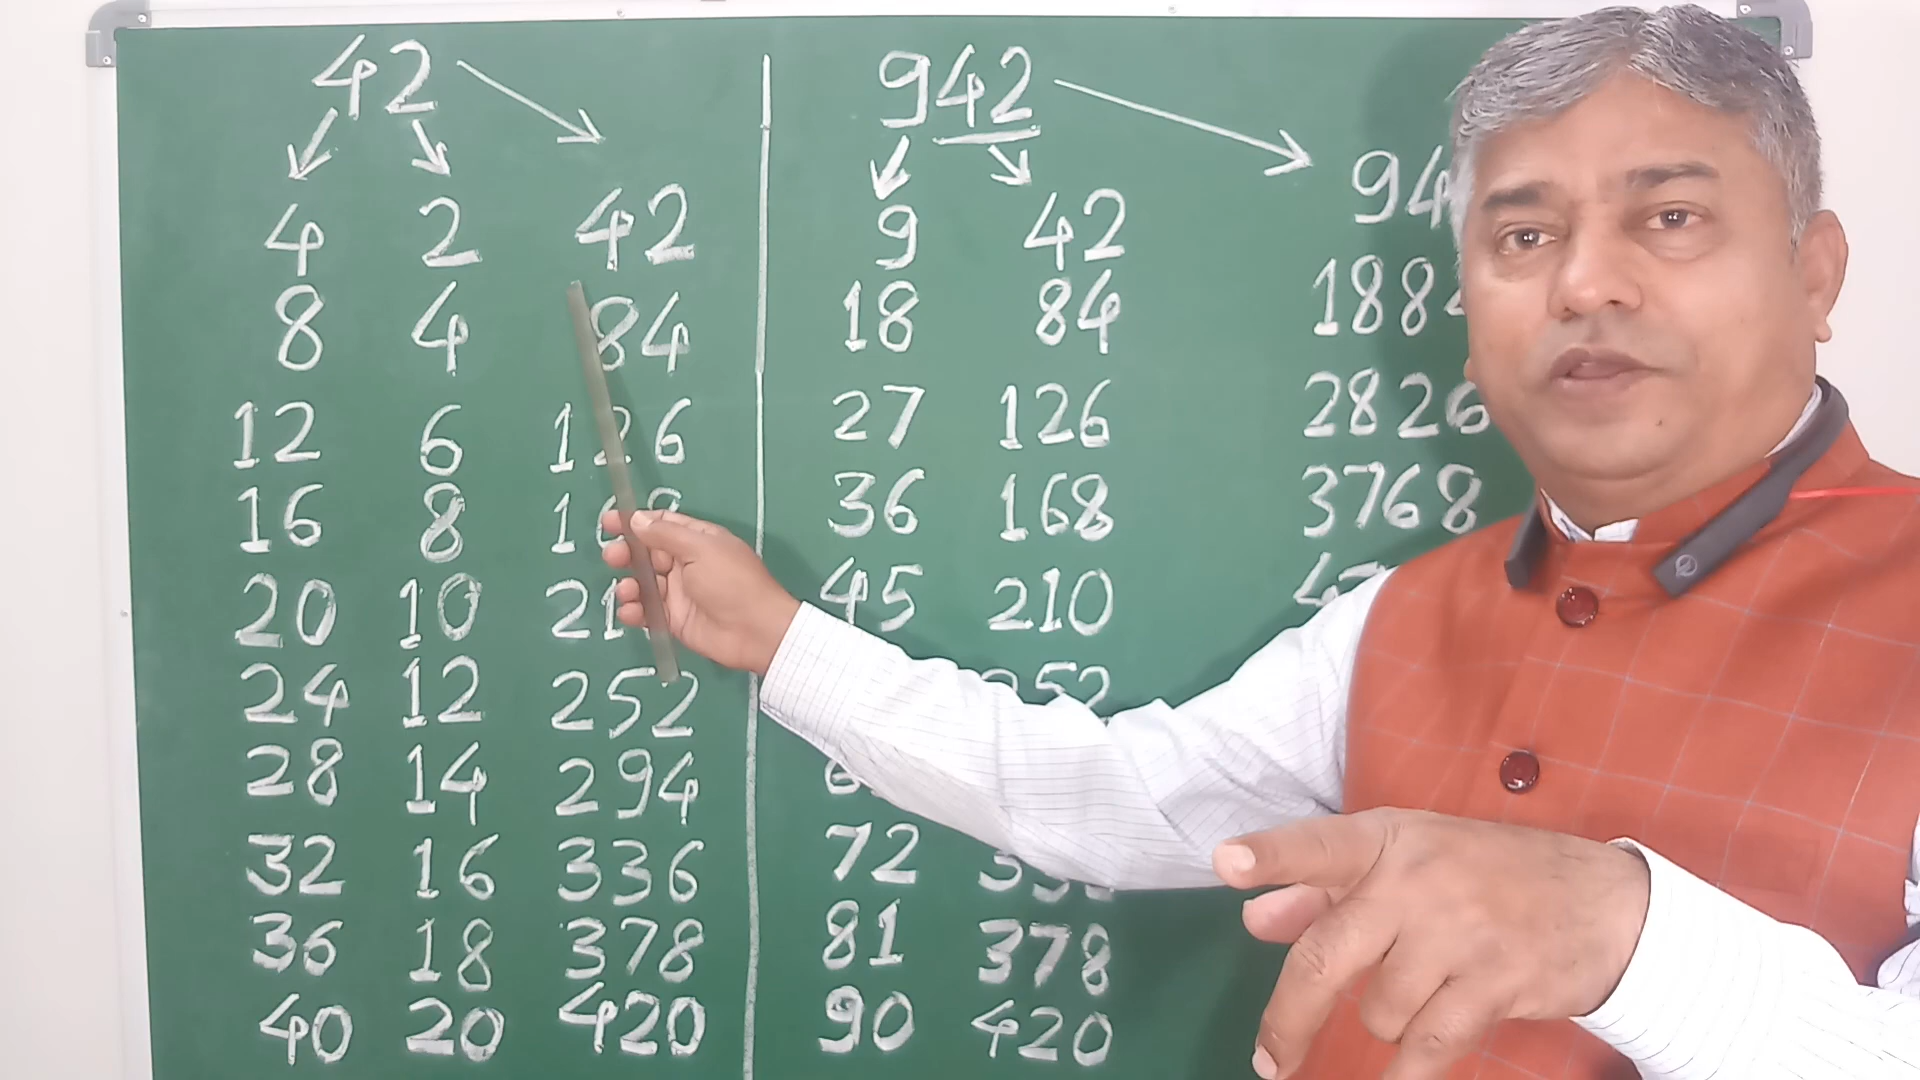 42 942
4 2 42 9 42
8 4 84 18 84
12 6 126 27 126 2826
16 8 36 168 3768
20 10 45 210
24 12 252 252
28 14 294
32 16 336 72
36 18 378 81 378
40 20 420 90 420